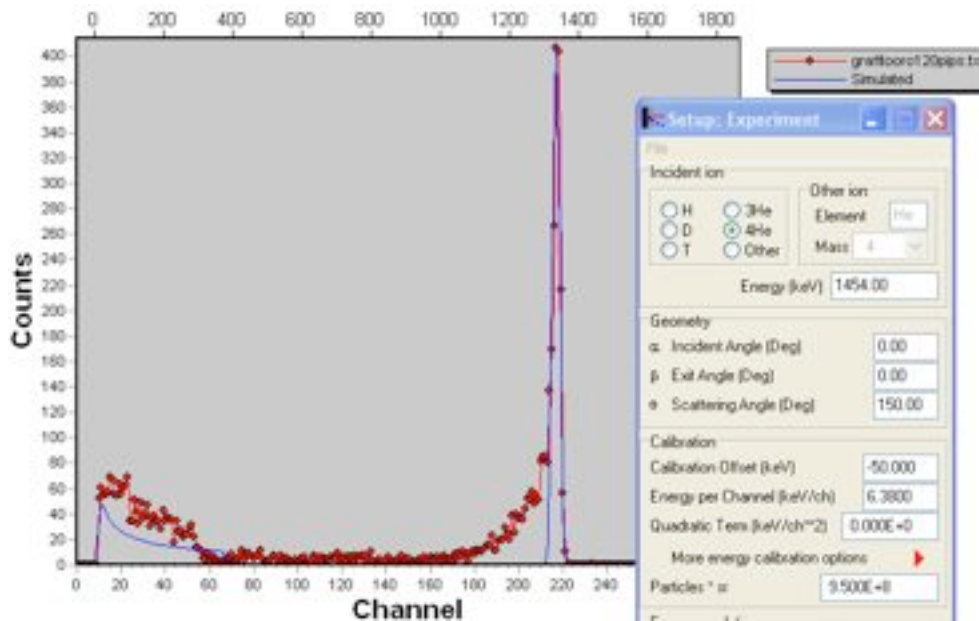 0 200 400 600 800 1000 1200 1400 1600 1800
Counts
400
380
360
340
320
300
280
260
240
220
200
180
160
140
120
100
80
60
40
20
0
0 20 40 60 80 100 120 140 160 180 200 220 240
Channel
Simulated
Setup: Experiment
File
Incident ion
H 3He
D 4He
T Other
Other ion
Element He
Mass 4
Energy (keV) 1454.00
Geometry
α Incident Angle (Deg) 0.00
β Exit Angle (Deg) 0.00
θ Scattering Angle (Deg) 150.00
Calibration
Calibration Offset (keV) -50.000
Energy per Channel (keV/ch) 6.3800
Quadratic Term (keV/ch**2) 0.000E+0
More energy calibration options
Particles * sr 9.500E+8